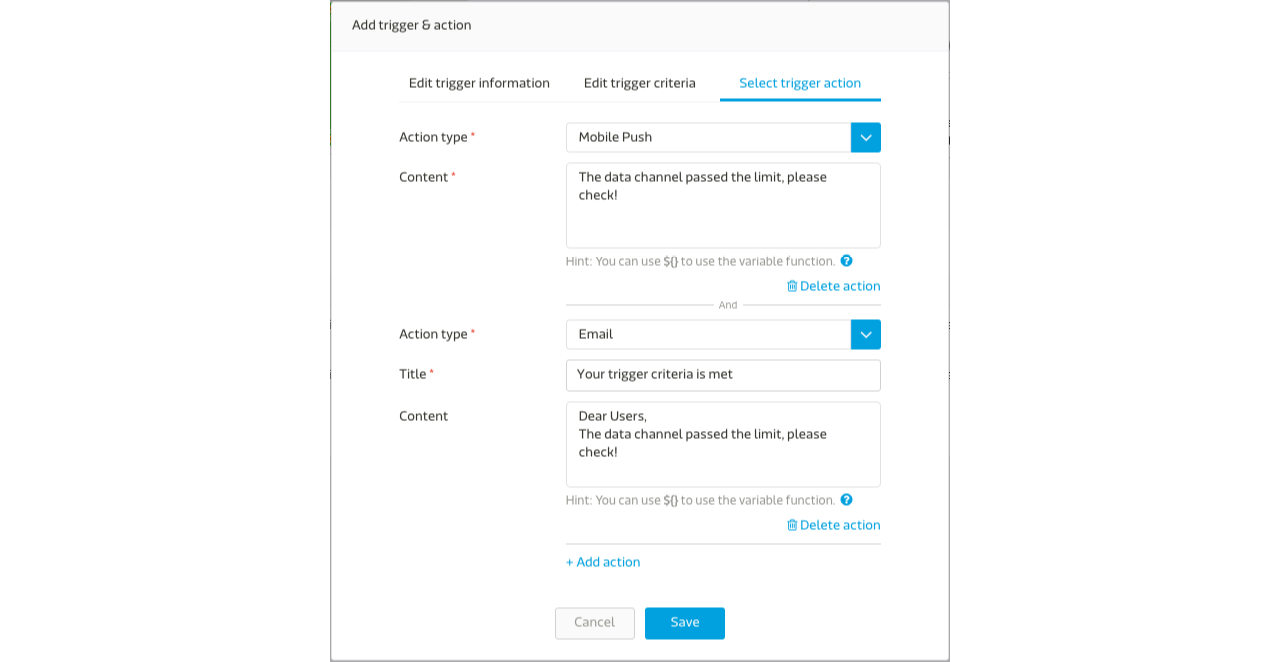 Add trigger & action
Edit trigger information Edit trigger criteria Select trigger action
Action type * Mobile Push
Content * The data channel passed the limit, please
check!
Hint: You can use ${} to use the variable function. ?
Delete action
And
Action type * Email
Title * Your trigger criteria is met
Content Dear Users,
The data channel passed the limit, please
check!
Hint: You can use ${} to use the variable function. ?
Delete action
+ Add action
Cancel Save